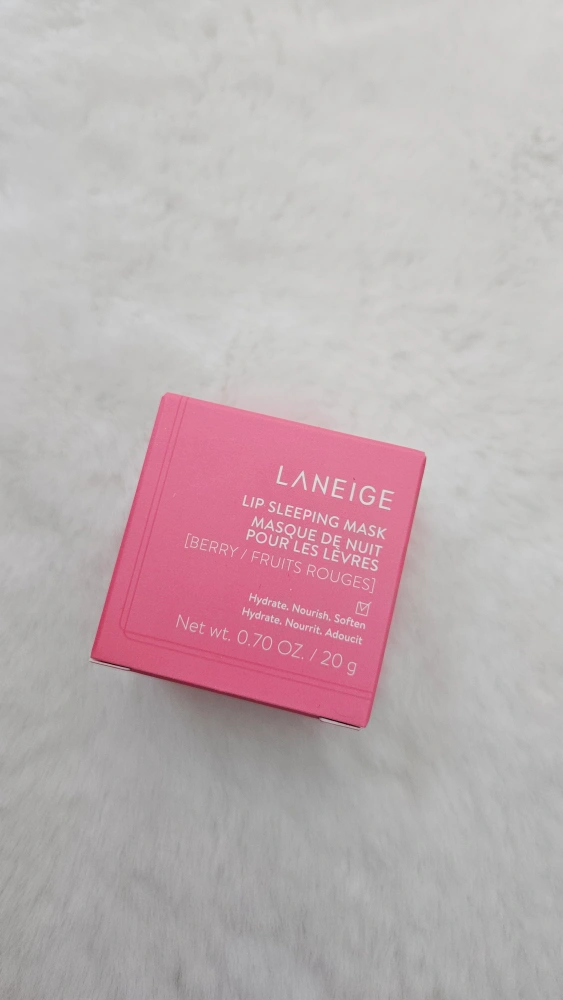 LANEIGE
LIP SLEEPING MASK
MASQUE DE NUIT
POUR LES LÈVRES
[BERRY / FRUITS ROUGES]
Hydrate. Nourish. Soften
Hydrate. Nourrit. Adoucit
Net wt. 0.70 OZ. / 20 g